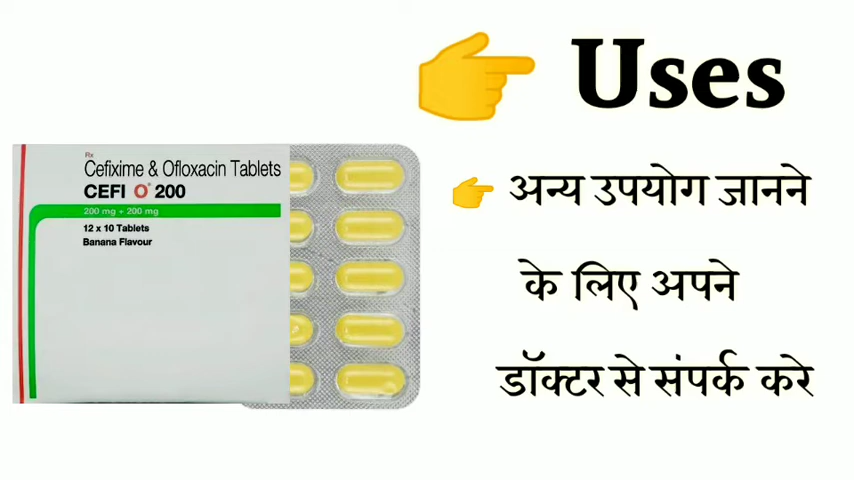 Uses
Rx
Cefixime & Ofloxacin Tablets
CEFI O® 200
200 mg + 200 mg
12 x 10 Tablets
Banana Flavour
अन्य उपयोग जानने
के लिए अपने
डॉक्टर से संपर्क करे